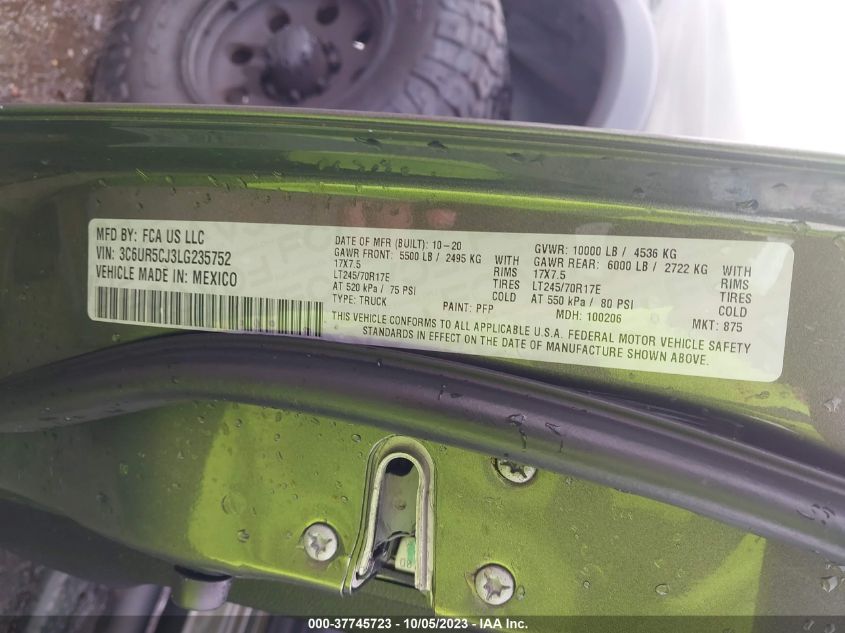 MFD BY: FCA US LLC
VIN: 3C6UR5CJ3LG235752
VEHICLE MADE IN: MEXICO
DATE OF MFR (BUILT): 10-20
GAWR FRONT: 5500 LB / 2495 KG WITH
17X7.5 RIMS
LT245/70R17E TIRES
AT 520 kPa / 75 PSI COLD
TYPE: TRUCK PAINT: PFP
GVWR: 10000 LB / 4536 KG
GAWR REAR: 6000 LB / 2722 KG WITH
17X7.5 RIMS
LT245/70R17E TIRES
AT 550 kPa / 80 PSI COLD
MDH: 100206 MKT: 875
THIS VEHICLE CONFORMS TO ALL APPLICABLE U.S.A. FEDERAL MOTOR VEHICLE SAFETY
STANDARDS IN EFFECT ON THE DATE OF MANUFACTURE SHOWN ABOVE.
000-37745723 - 10/05/2023 - IAA Inc.